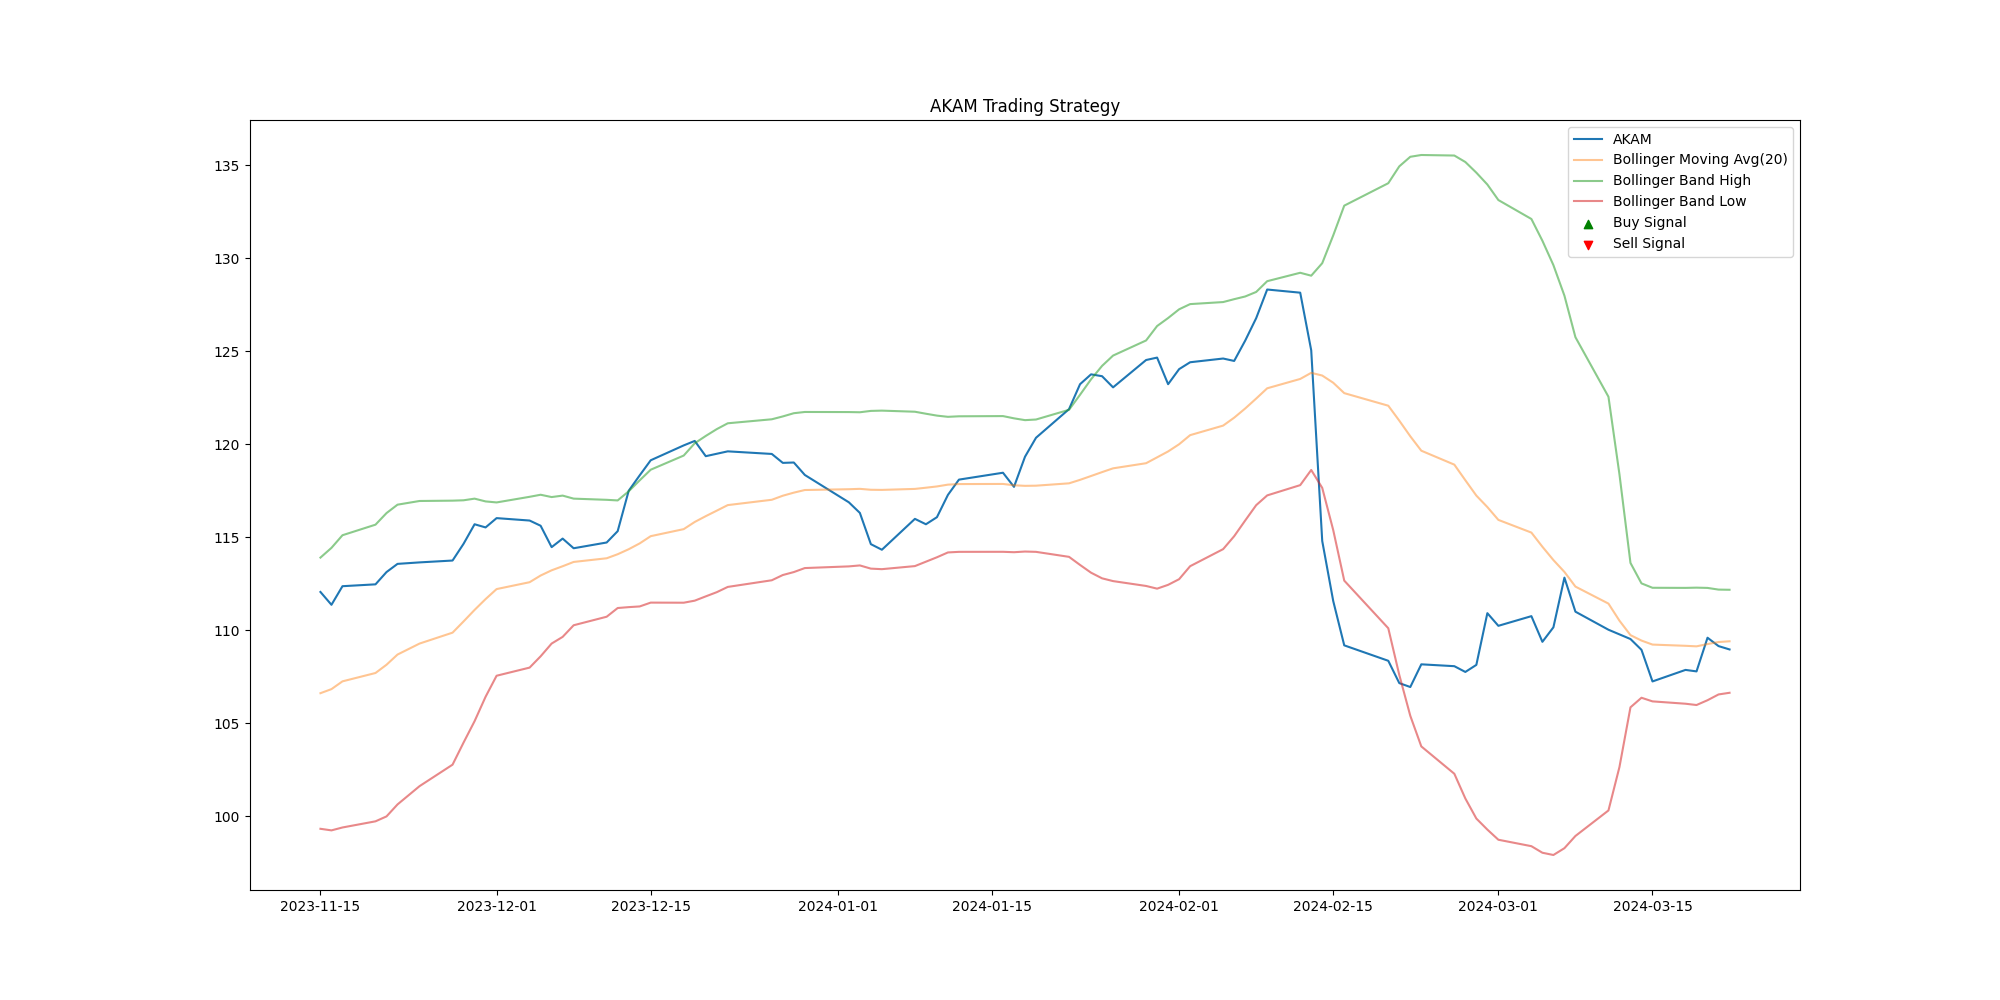 AKAM Trading Strategy
AKAM
Bollinger Moving Avg(20)
Bollinger Band High
Bollinger Band Low
Buy Signal
Sell Signal
135
130
125
120
115
110
105
100
2023-11-15
2023-12-01
2023-12-15
2024-01-01
2024-01-15
2024-02-01
2024-02-15
2024-03-01
2024-03-15